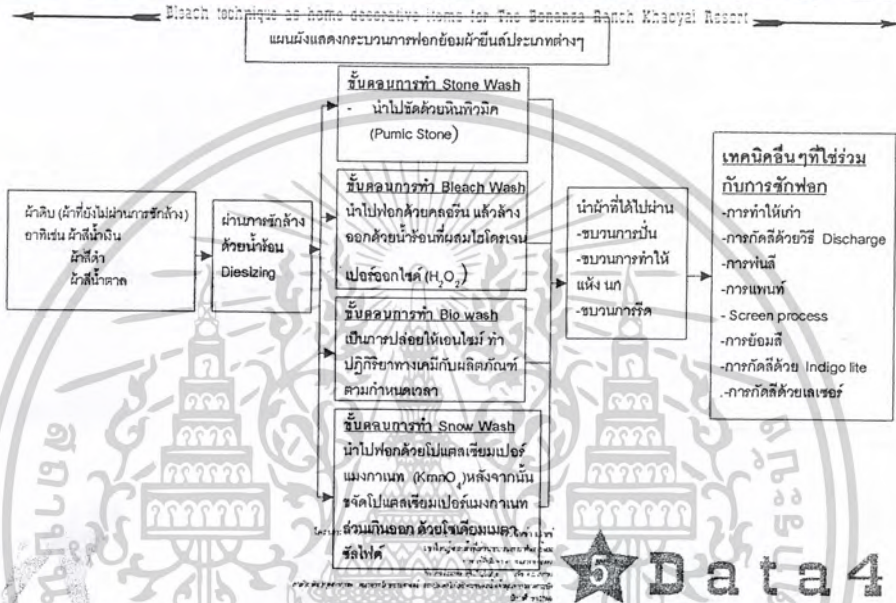 Bleach technique as home decorative items for The Bonanza Ranch Khaoyai Resort
แผนผังแสดงกระบวนการฟอกย้อมผ้ายีนส์ประเภทต่างๆ
ผ้าดิบ (ผ้าที่ยังไม่ผ่านการซักล้าง)
อาทิเช่น ผ้าสีน้ำเงิน
ผ้าสีดำ
ผ้าสีน้ำตาล
ผ่านการซักล้าง
ด้วยน้ำร้อน
Diesizing
ขั้นตอนการทำ Stone Wash
- นำไปขัดด้วยหินพิวมิค
(Pumic Stone)
ขั้นตอนการทำ Bleach Wash
นำไปฟอกด้วยคลอรีน แล้วล้าง
ออกด้วยน้ำร้อนที่ผสมไฮโดรเจน
เปอร์ออกไซด์ (H₂O₂)
ขั้นตอนการทำ Bio wash
เป็นการปล่อยให้เอนไซม์ ทำ
ปฏิกิริยาทางเคมีกับผลิตภัณฑ์
ตามกำหนดเวลา
ขั้นตอนการทำ Snow Wash
นำไปฟอกด้วยโปแตสเซียมเปอร์
แมงกาเนท (KmnO₄)หลังจากนั้น
ขจัดโปแตสเซียมเปอร์แมงกาเนท
ส่วนเกินออก ด้วยโซเดียมเมตา
ซัลไฟด์
นำผ้าที่ได้ไปผ่าน
-ขบวนการปั่น
-ขบวนการทำให้
แห้ง นก
-ขบวนการรีด
เทคนิคอื่นๆที่ใช่ร่วม
กับการซักฟอก
-การทำให้เก่า
-การกัดสีด้วยวิธี Discharge
-การพ่นสี
-การแพนท์
- Screen process
-การย้อมสี
-การกัดสีด้วย Indigo lite
.-การกัดสีด้วยเลเซอร์
5 Data4